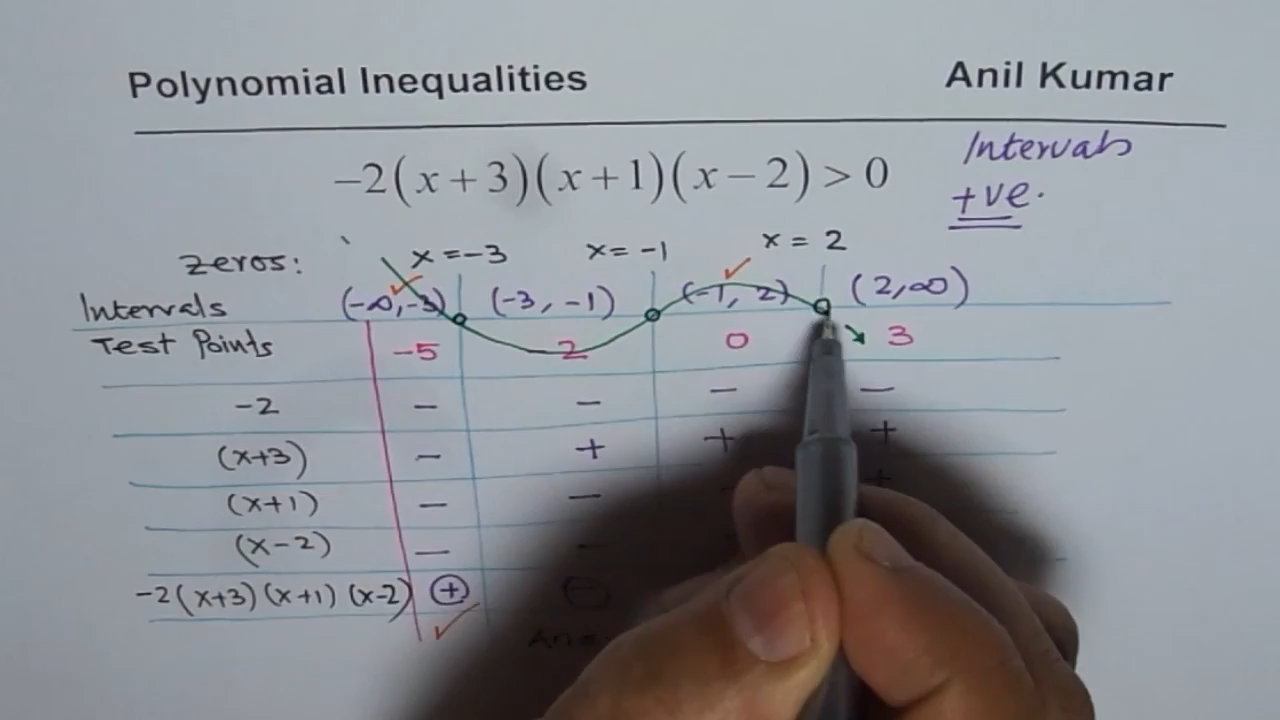 Polynomial Inequalities Anil Kumar
−2(x+3)(x+1)(x−2)>0 Intervals
+ve.
zeros: x=-3 x=-1 x=2
Intervals (-∞,-3) (-3,-1) (-1,2) (2,∞)
Test Points -5 2 0 3
-2 - - - -
(x+3) - + + +
(x+1) - - +
(x-2) - -
-2(x+3)(x+1)(x-2) + -
✓